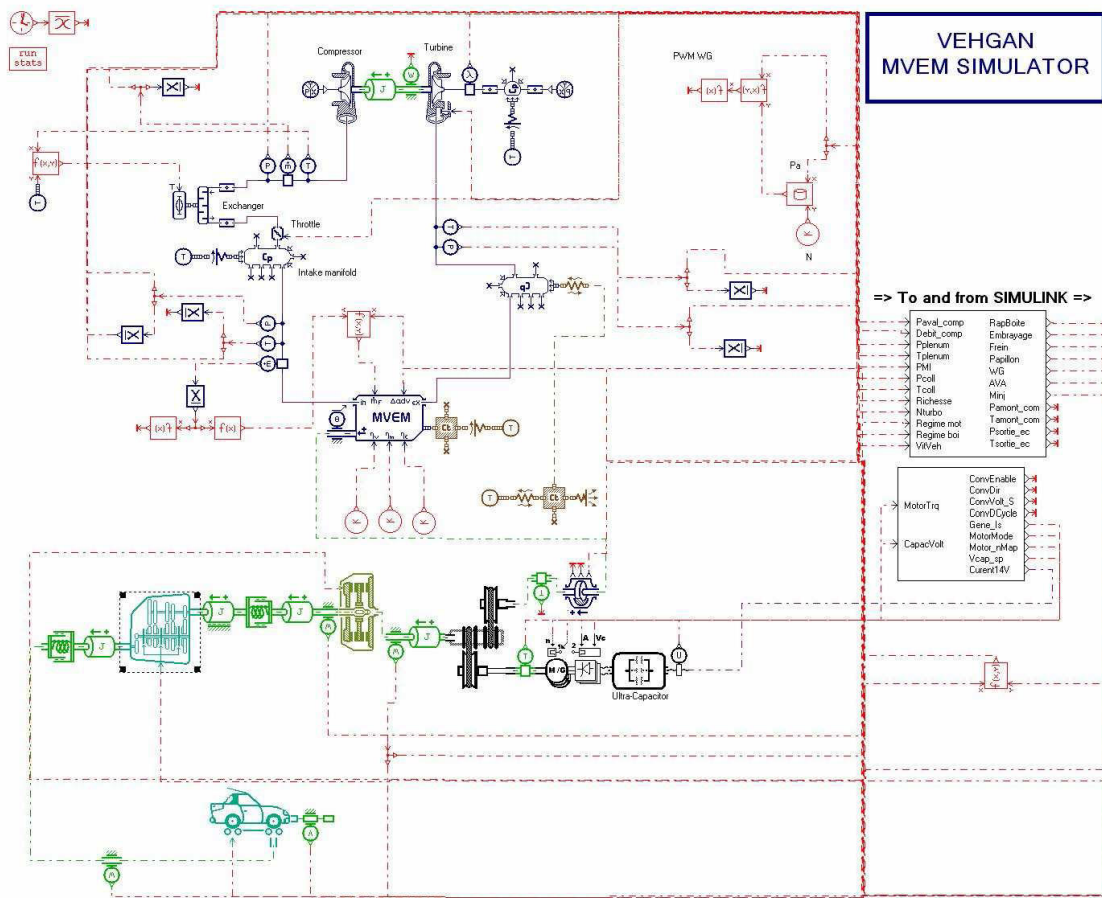 VEHGAN
MVEM SIMULATOR
run
stats
Compressor
Turbine
PWM WG
Pa
N
Exchanger
Throttle
Intake manifold
MVEM
=> To and from SIMULINK =>
Paval_comp
Debit_comp
Pplenum
Tplenum
PMI
Pcoll
Tcoll
Richesse
Nturbo
Regime mot
Regime boi
VitVeh
RapBoite
Embrayage
Frein
Papillon
WG
AVA
Minj
Pamont_com
Tamont_com
Psortie_ec
Tsortie_ec
MotorTrq
CapacVolt
ConvEnable
ConvDir
ConvVolt_S
ConvDCycle
Gene_Is
MotorMode
Motor_nMap
Vcap_sp
Curent14V
M/G
Ultra-Capacitor